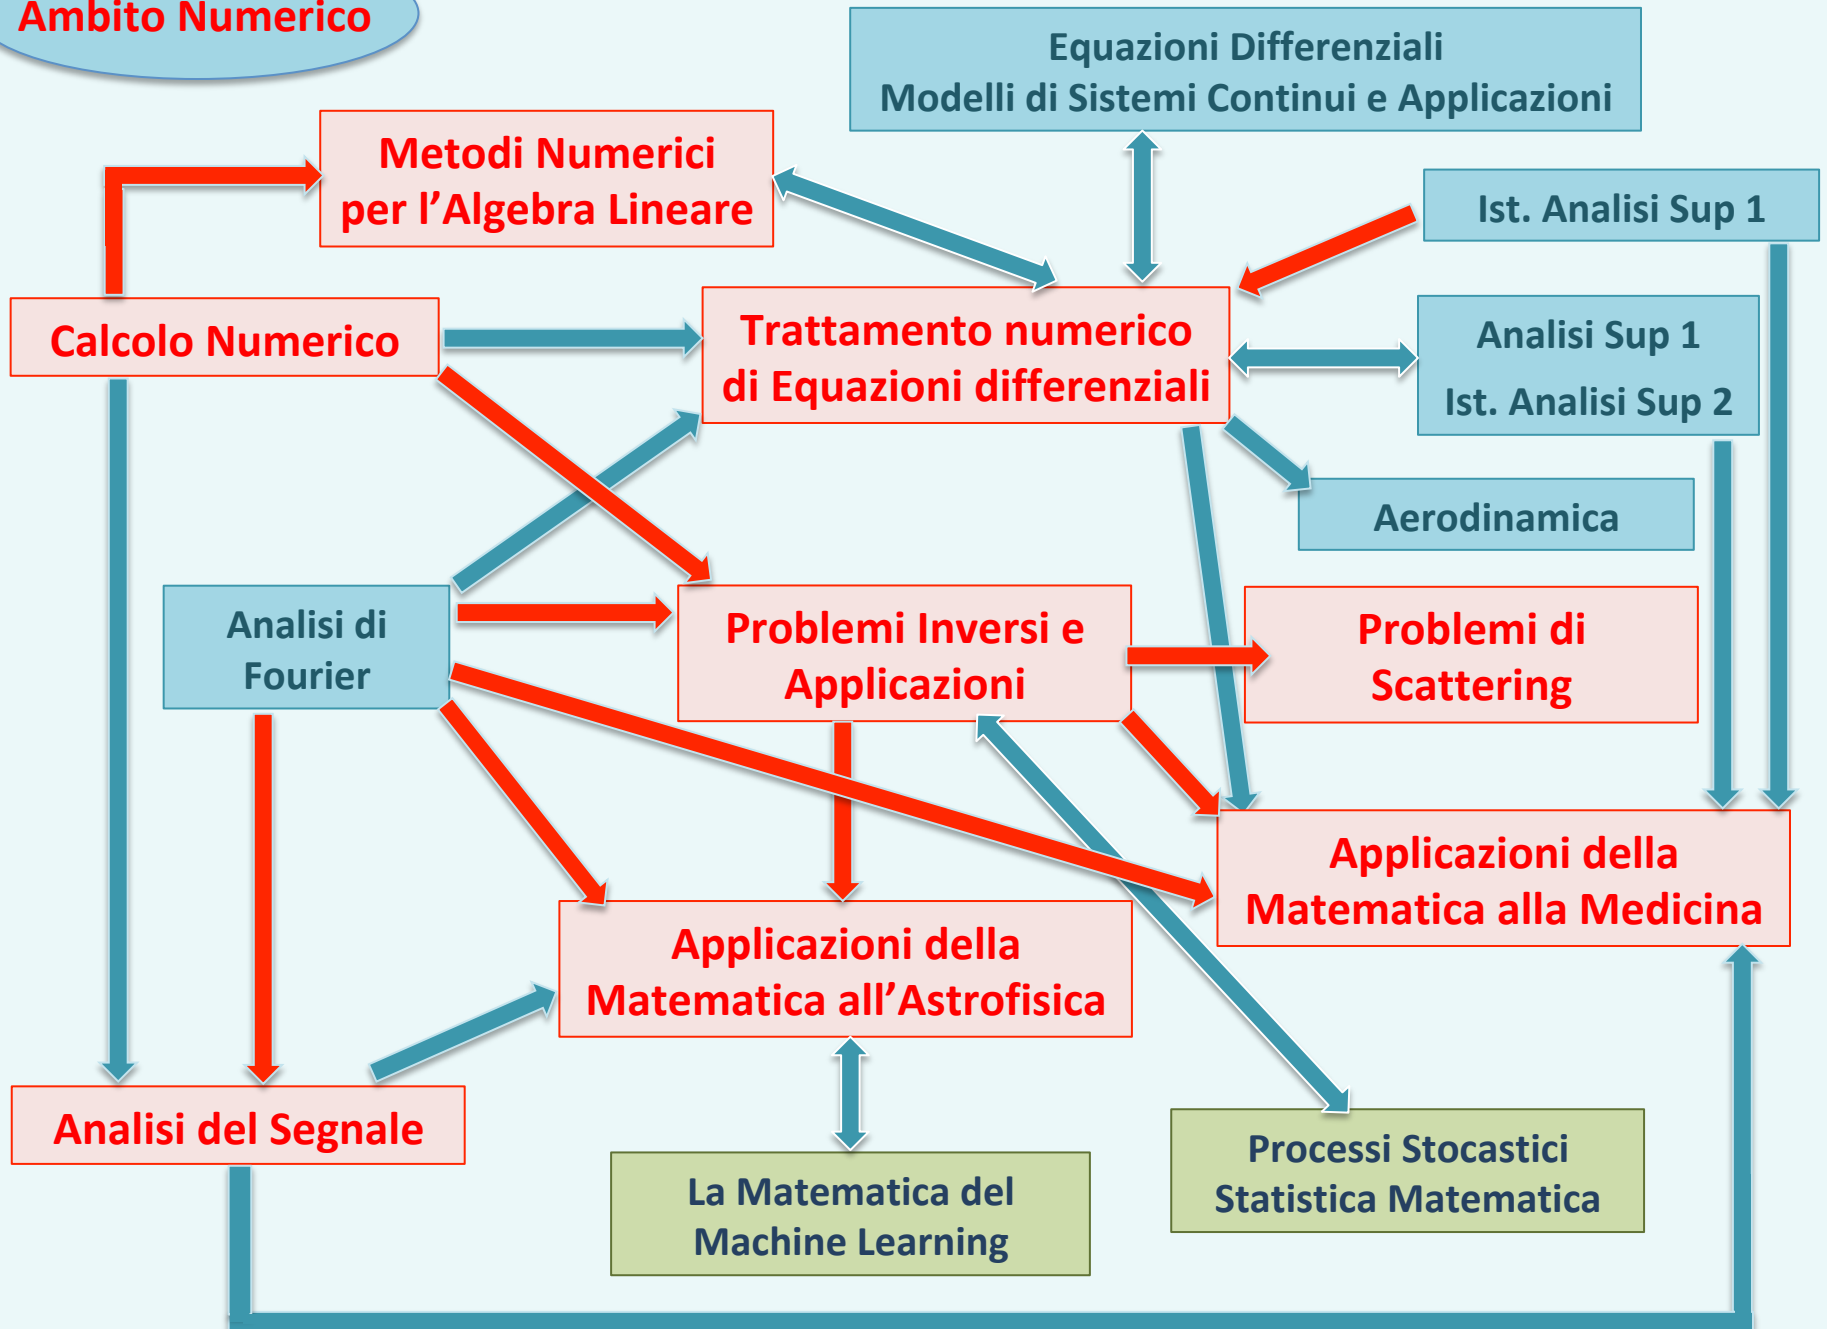 Ambito Numerico
Equazioni Differenziali
Modelli di Sistemi Continui e Applicazioni
Metodi Numerici
per l’Algebra Lineare
Ist. Analisi Sup 1
Calcolo Numerico
Trattamento numerico
di Equazioni differenziali
Analisi Sup 1
Ist. Analisi Sup 2
Aerodinamica
Analisi di
Fourier
Problemi Inversi e
Applicazioni
Problemi di
Scattering
Applicazioni della
Matematica alla Medicina
Applicazioni della
Matematica all’Astrofisica
Analisi del Segnale
La Matematica del
Machine Learning
Processi Stocastici
Statistica Matematica